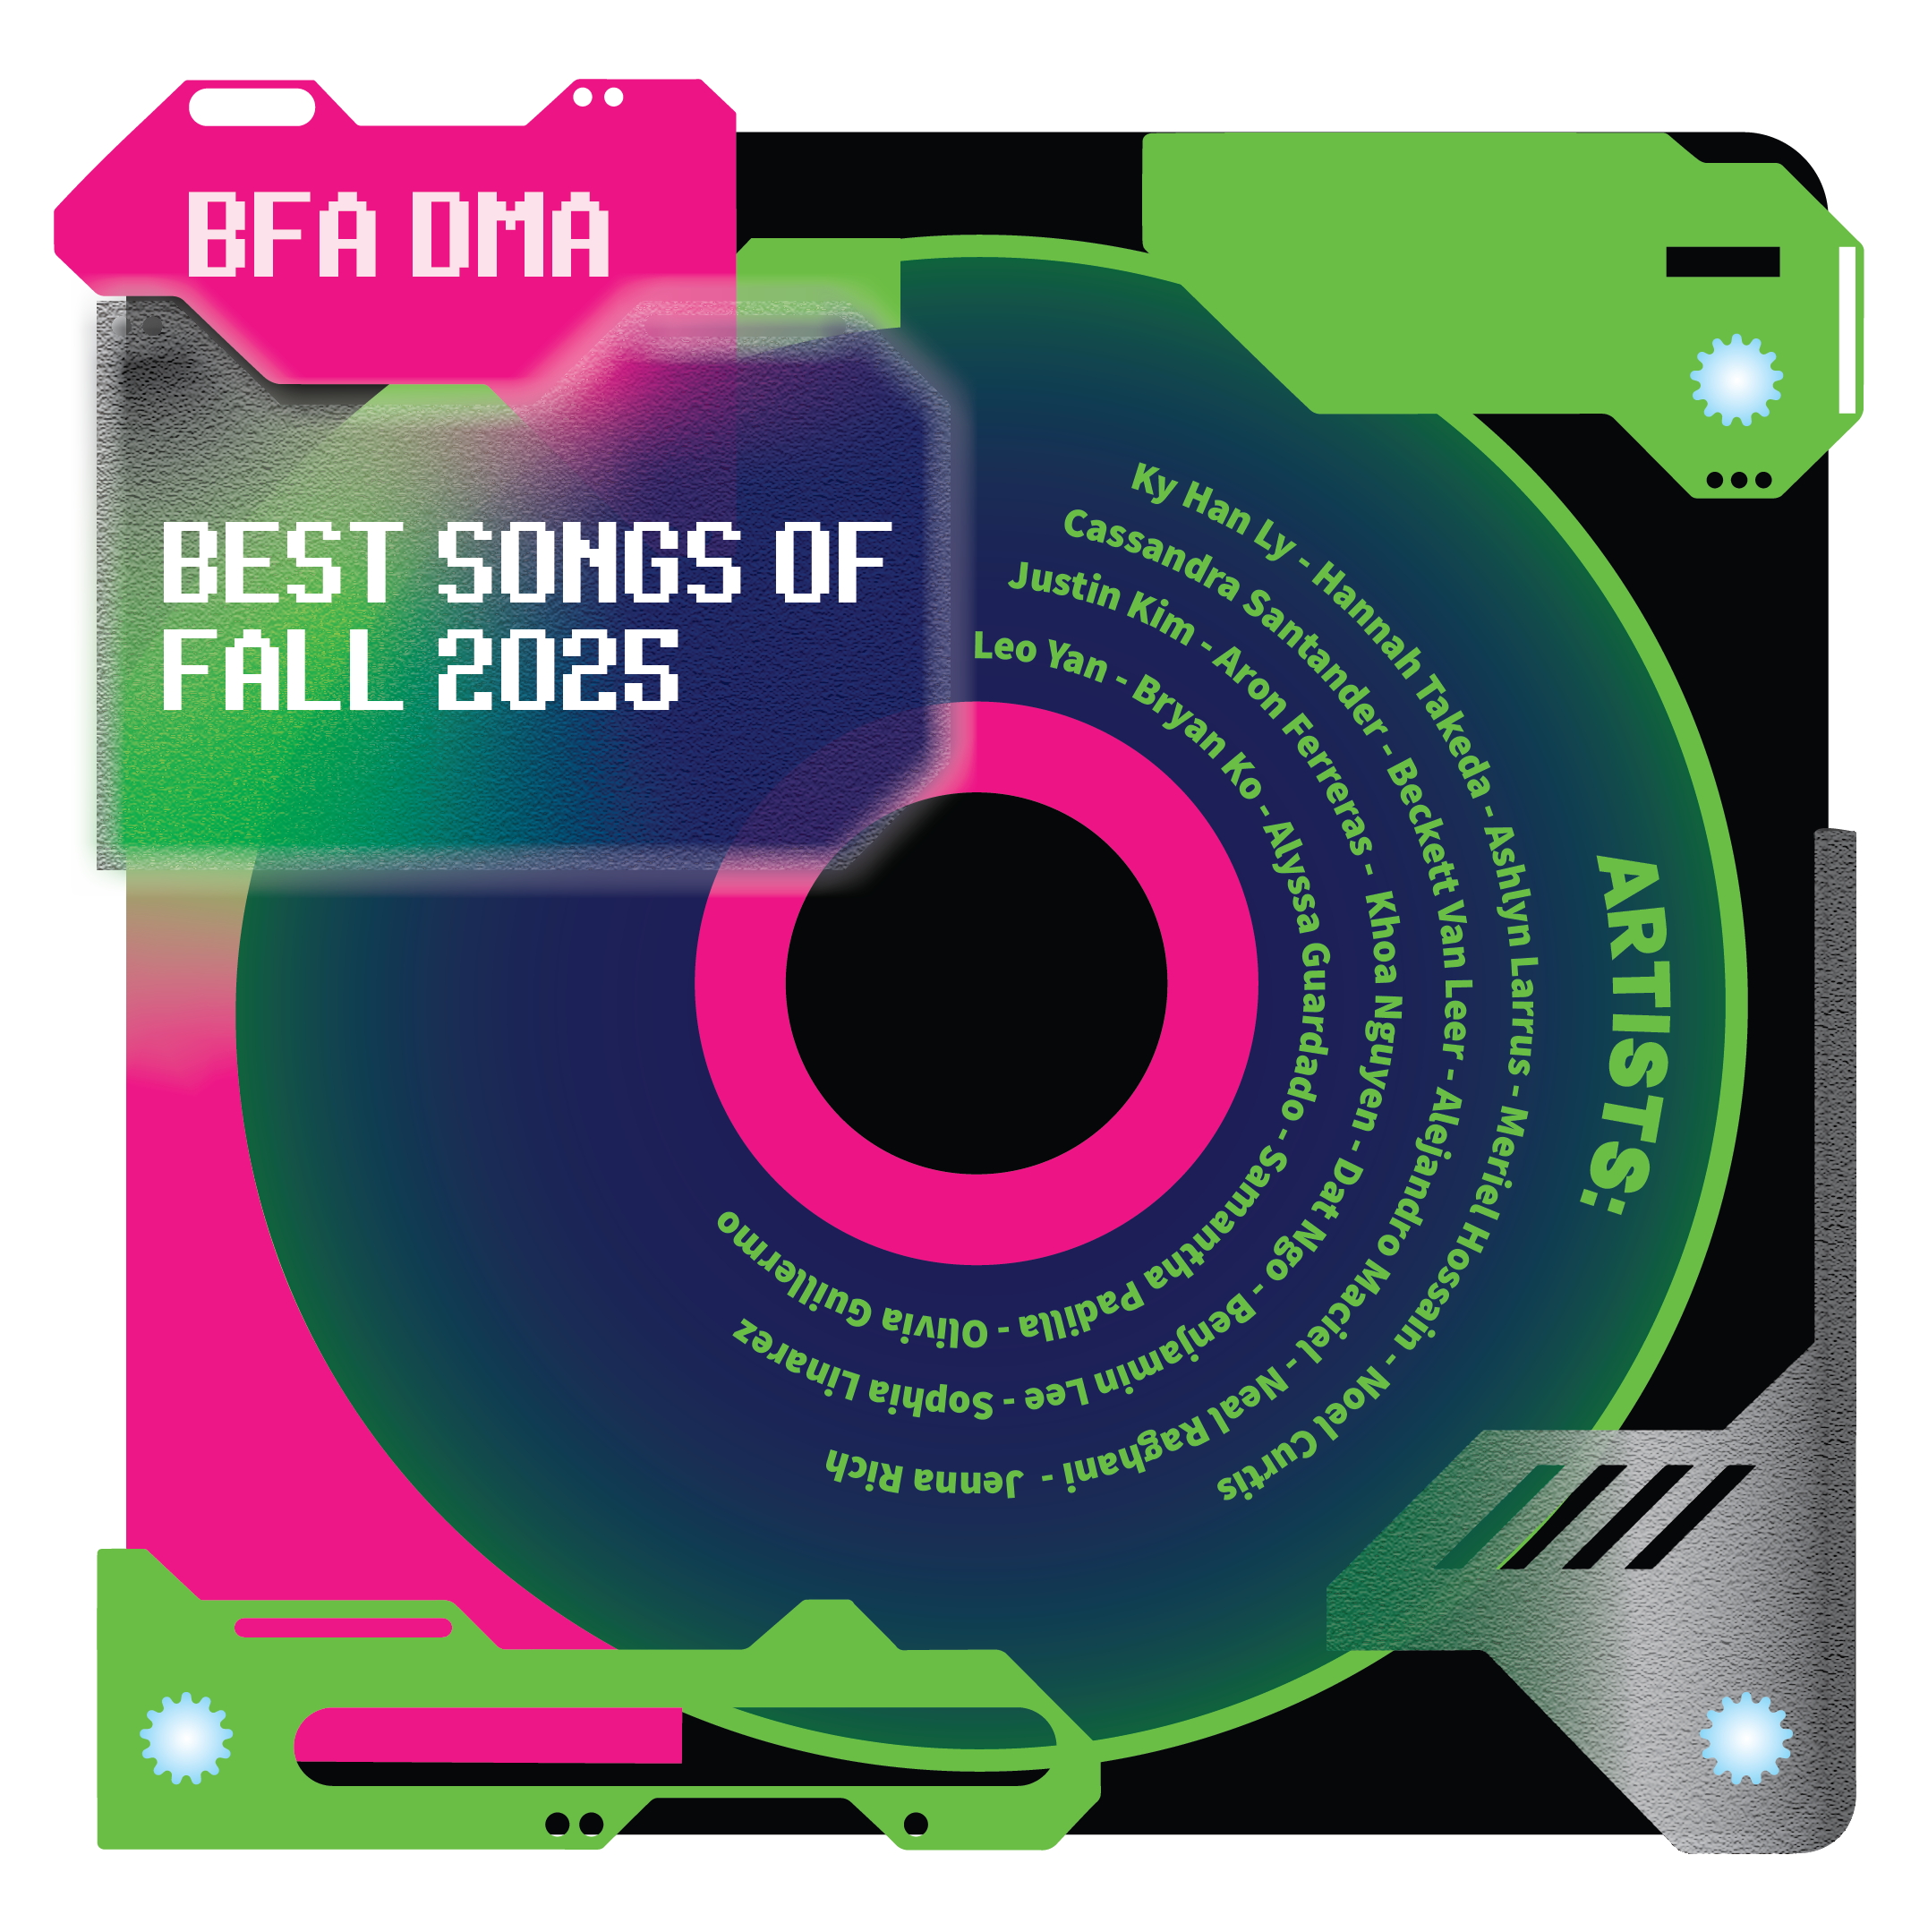 BFA DMA
BEST SONGS OF
FALL 2025
ARTISTS:
Ky Han Ly - Hannah Takeda - Ashlyn Larrus - Meriel Hossain - Noel Curtis
Cassandra Santander - Beckett Van Leer - Alejandro Maciel - Neal Raghani - Jenna Rich
Justin Kim - Aron Ferreras - Khoa Nguyen - Dat Ngo - Benjamin Lee - Sophia Linarez
Leo Yan - Bryan Ko - Alyssa Guardado - Samantha Padilla - Olivia Guillermo